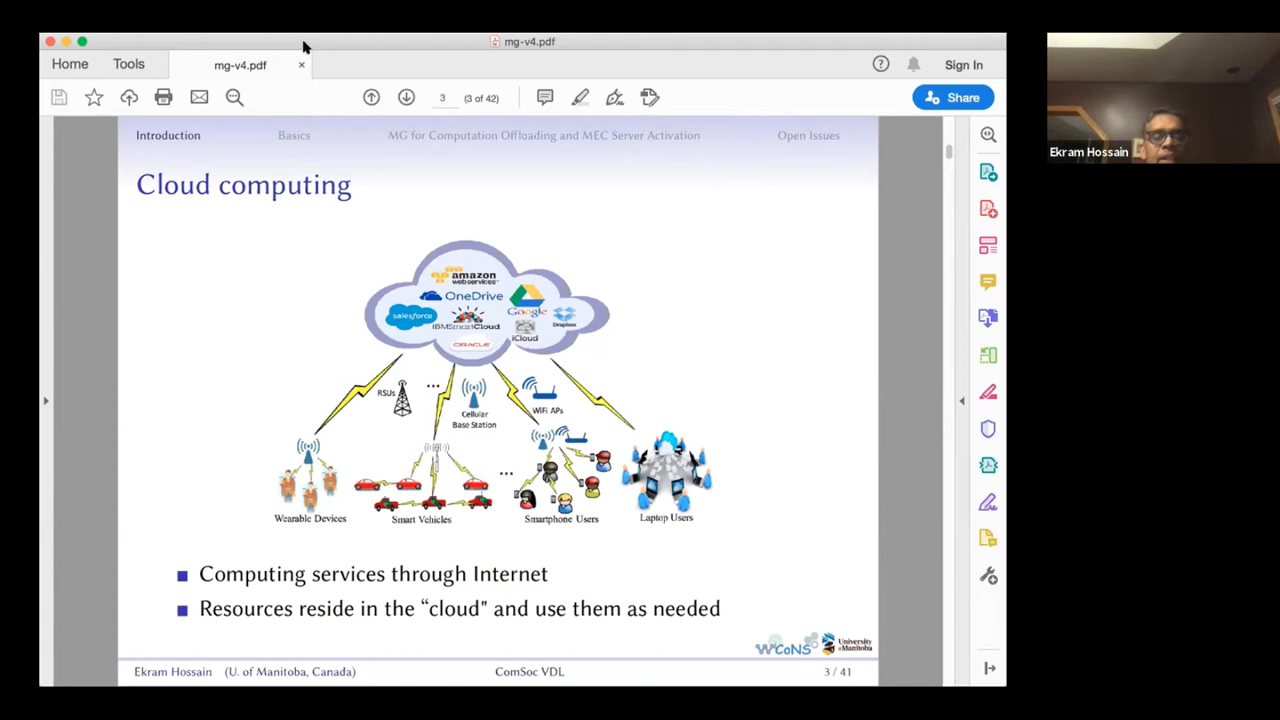 mg-v4.pdf
Home Tools mg-v4.pdf × Sign In
3 (3 of 42) Share
Introduction Basics MG for Computation Offloading and MEC Server Activation Open Issues
Cloud computing
amazon
webservices™
OneDrive
salesforce
Google
IBMSmartCloud
Dropbox
iCloud
ORACLE
RSUs
...
Cellular
Base Station
WiFi APs
...
Wearable Devices Smart Vehicles Smartphone Users Laptop Users
Computing services through Internet
Resources reside in the “cloud" and use them as needed
WCoNS
University
of Manitoba
Ekram Hossain (U. of Manitoba, Canada) ComSoc VDL 3 / 41
Ekram Hossain